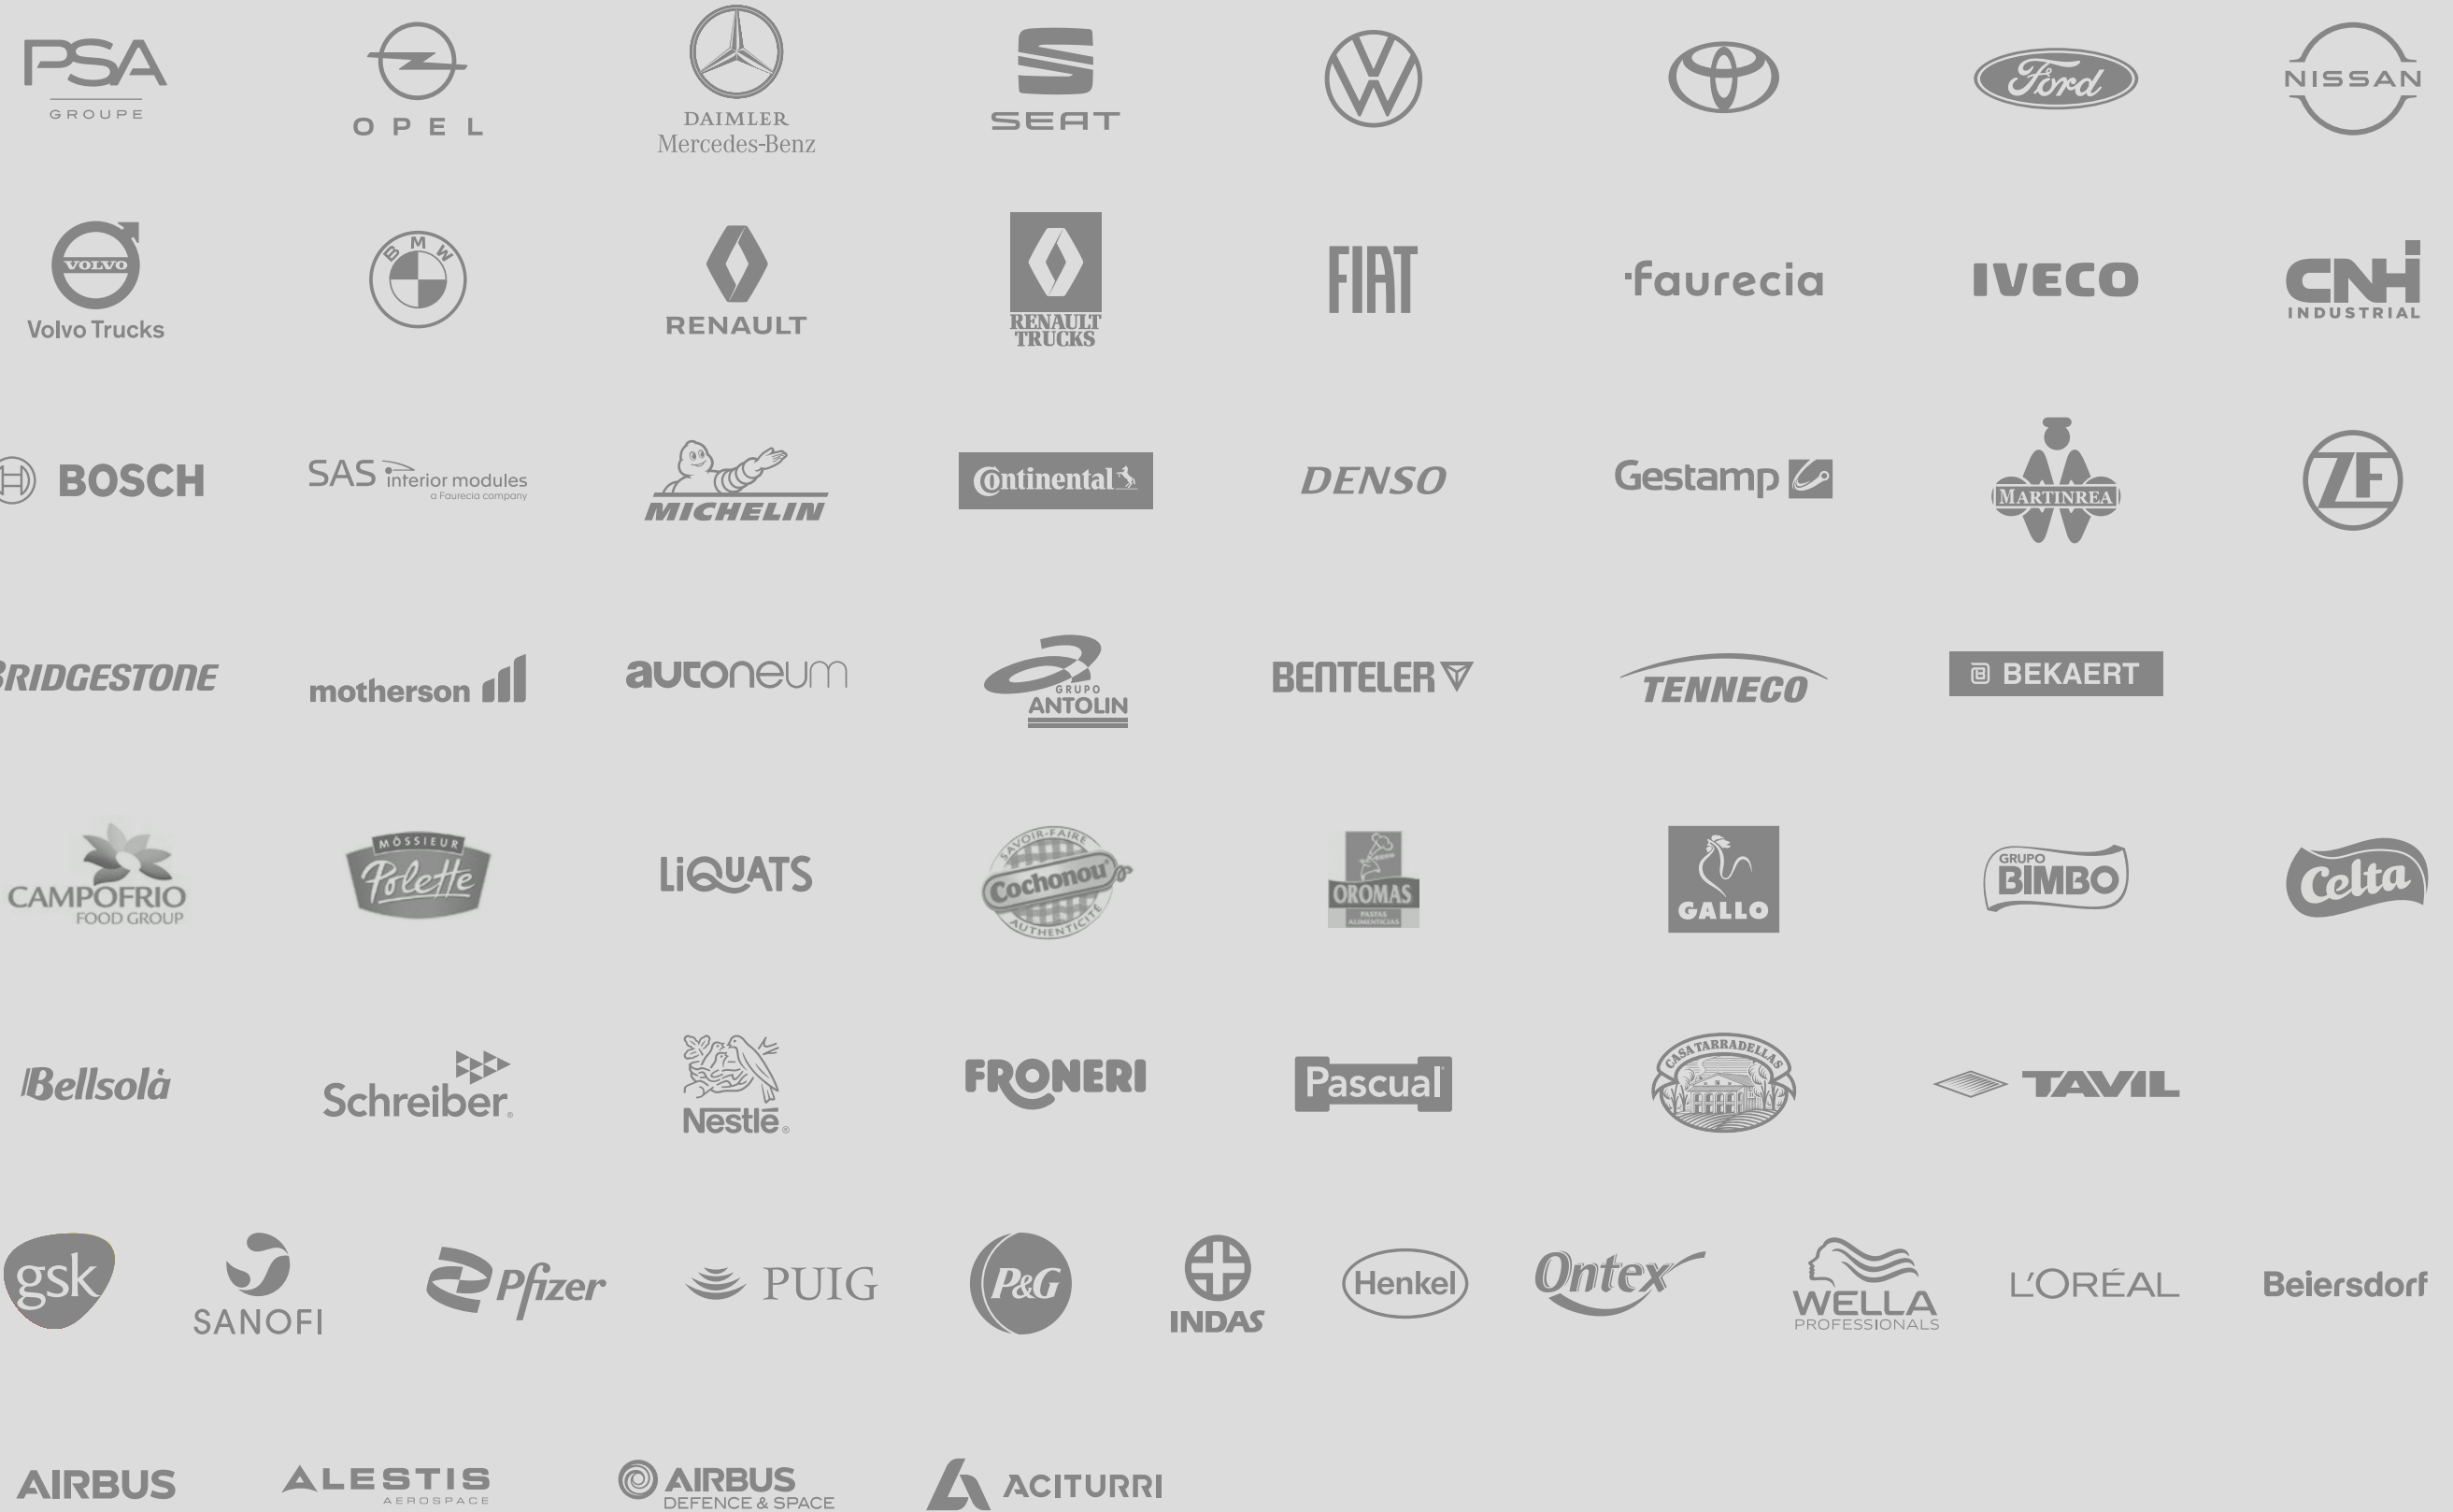 PSA
GROUPE
OPEL
DAIMLER
Mercedes-Benz
SEAT
VW
Ford
NISSAN
VOLVO
Volvo Trucks
BMW
RENAULT
RENAULT
TRUCKS
FIAT
faurecia
IVECO
CNH
INDUSTRIAL
BOSCH
SAS interior modules
a Faurecia company
MICHELIN
Continental
DENSO
Gestamp
MARTINREA
ZF
BRIDGESTONE
motherson
autoneum
GRUPO
ANTOLIN
BENTELER
TENNECO
BEKAERT
CAMPOFRIO
FOOD GROUP
MÔSSIEUR
Polette
LiQUATS
SAVOIR-FAIRE
Cochonou
AUTHENTICITÉ
OROMAS
PASTAS
ALIMENTICIAS
GALLO
GRUPO
BIMBO
Celta
Bellsolà
Schreiber®
Nestlé®
FRONERI
Pascual
CASA TARRADELLAS
TAVIL
gsk
SANOFI
Pfizer
PUIG
P&G
INDAS
Henkel
Ontex
WELLA
PROFESSIONALS
L'ORÉAL
Beiersdorf
AIRBUS
ALESTIS
AEROSPACE
AIRBUS
DEFENCE & SPACE
ACITURRI